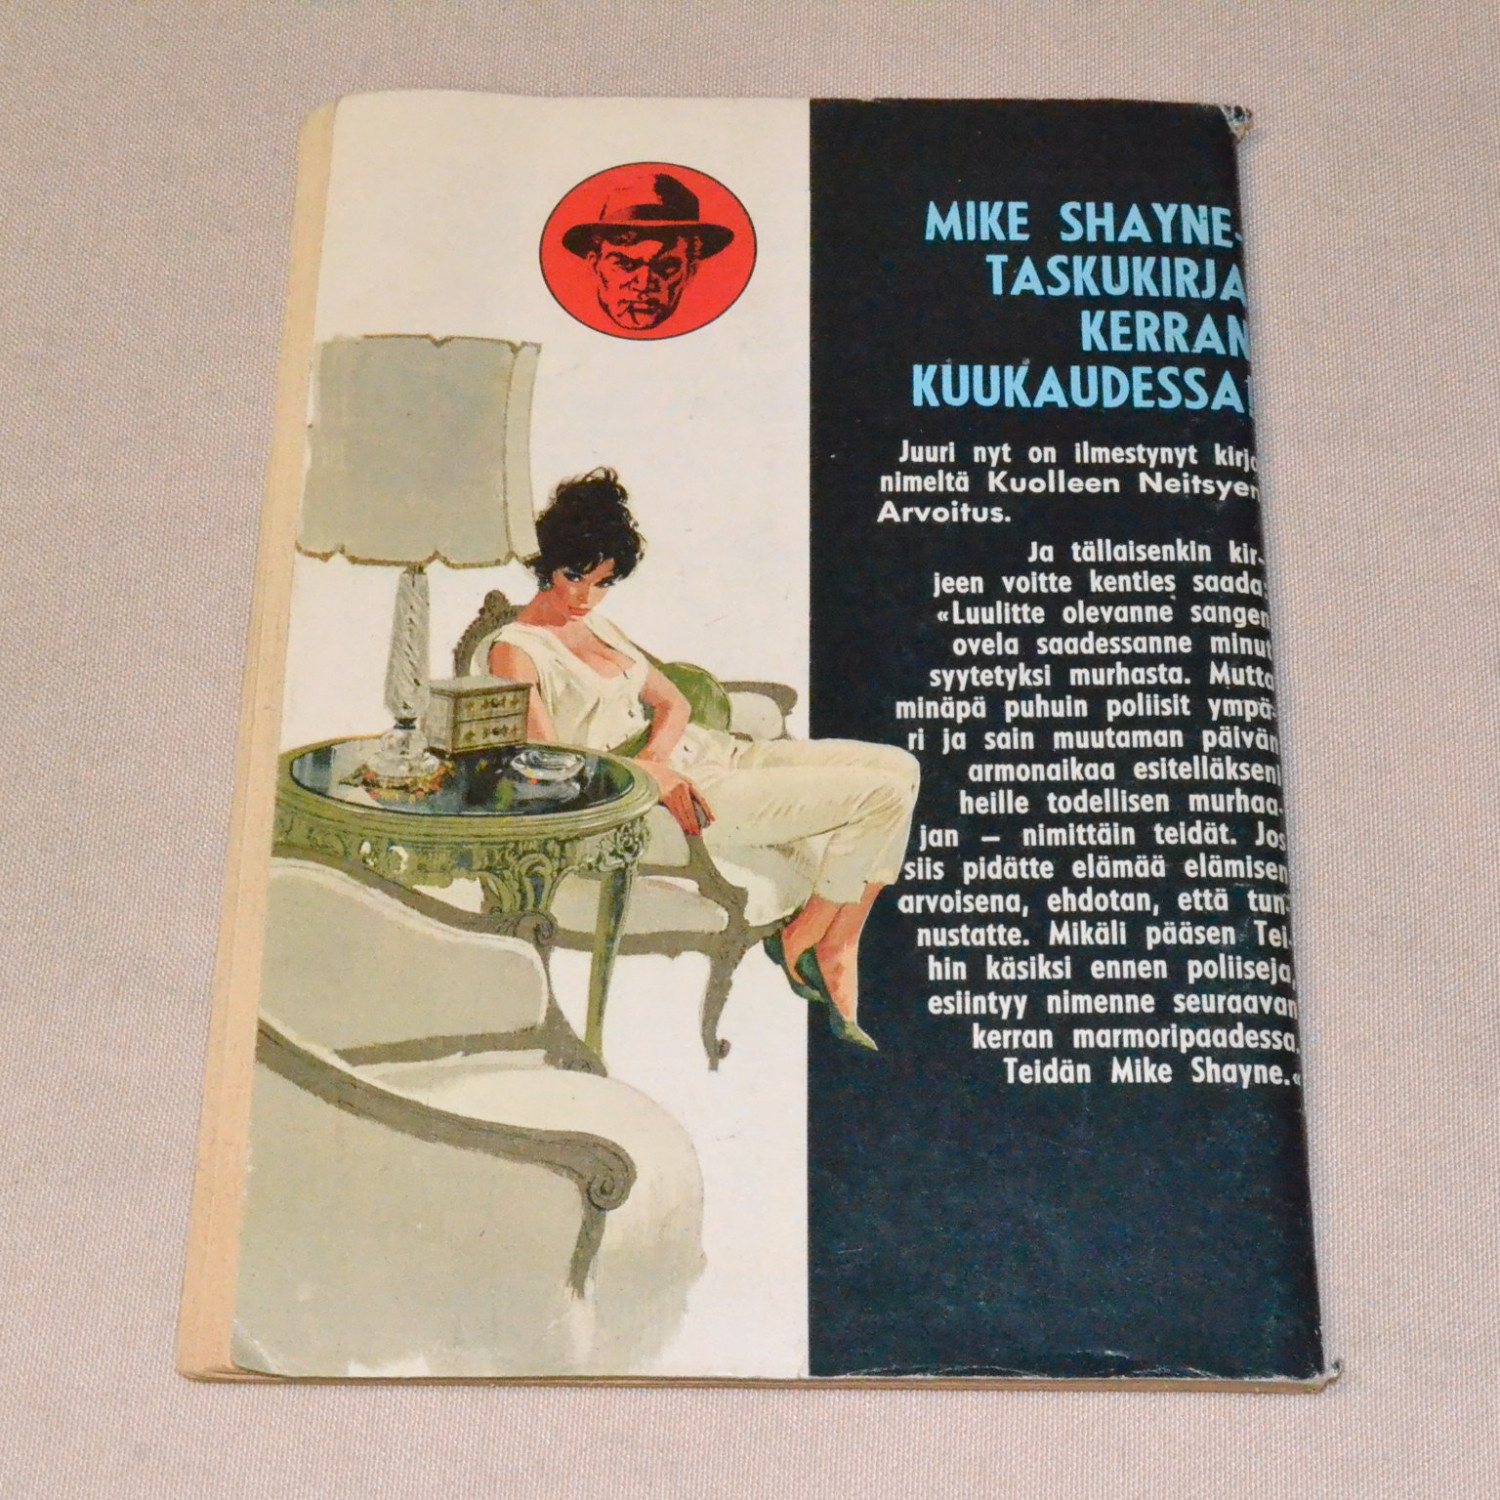 MIKE SHAYNE-
TASKUKIRJA
KERRAN
KUUKAUDESSA!
Juuri nyt on ilmestynyt kirja
nimeltä Kuolleen Neitsyen
Arvoitus.
Ja tällaisenkin kir-
jeen voitte kenties saada:
«Luulitte olevanne sangen
ovela saadessanne minut
syytetyksi murhasta. Mutta
minäpä puhuin poliisit ympä-
ri ja sain muutaman päivän
armonaikaa esitelläkseni
heille todellisen murhaa-
jan — nimittäin teidät. Jos
siis pidätte elämää elämisen
arvoisena, ehdotan, että tun-
nustatte. Mikäli pääsen Tei-
hin käsiksi ennen poliiseja,
esiintyy nimenne seuraavan
kerran marmoripaadessa.
Teidän Mike Shayne.«